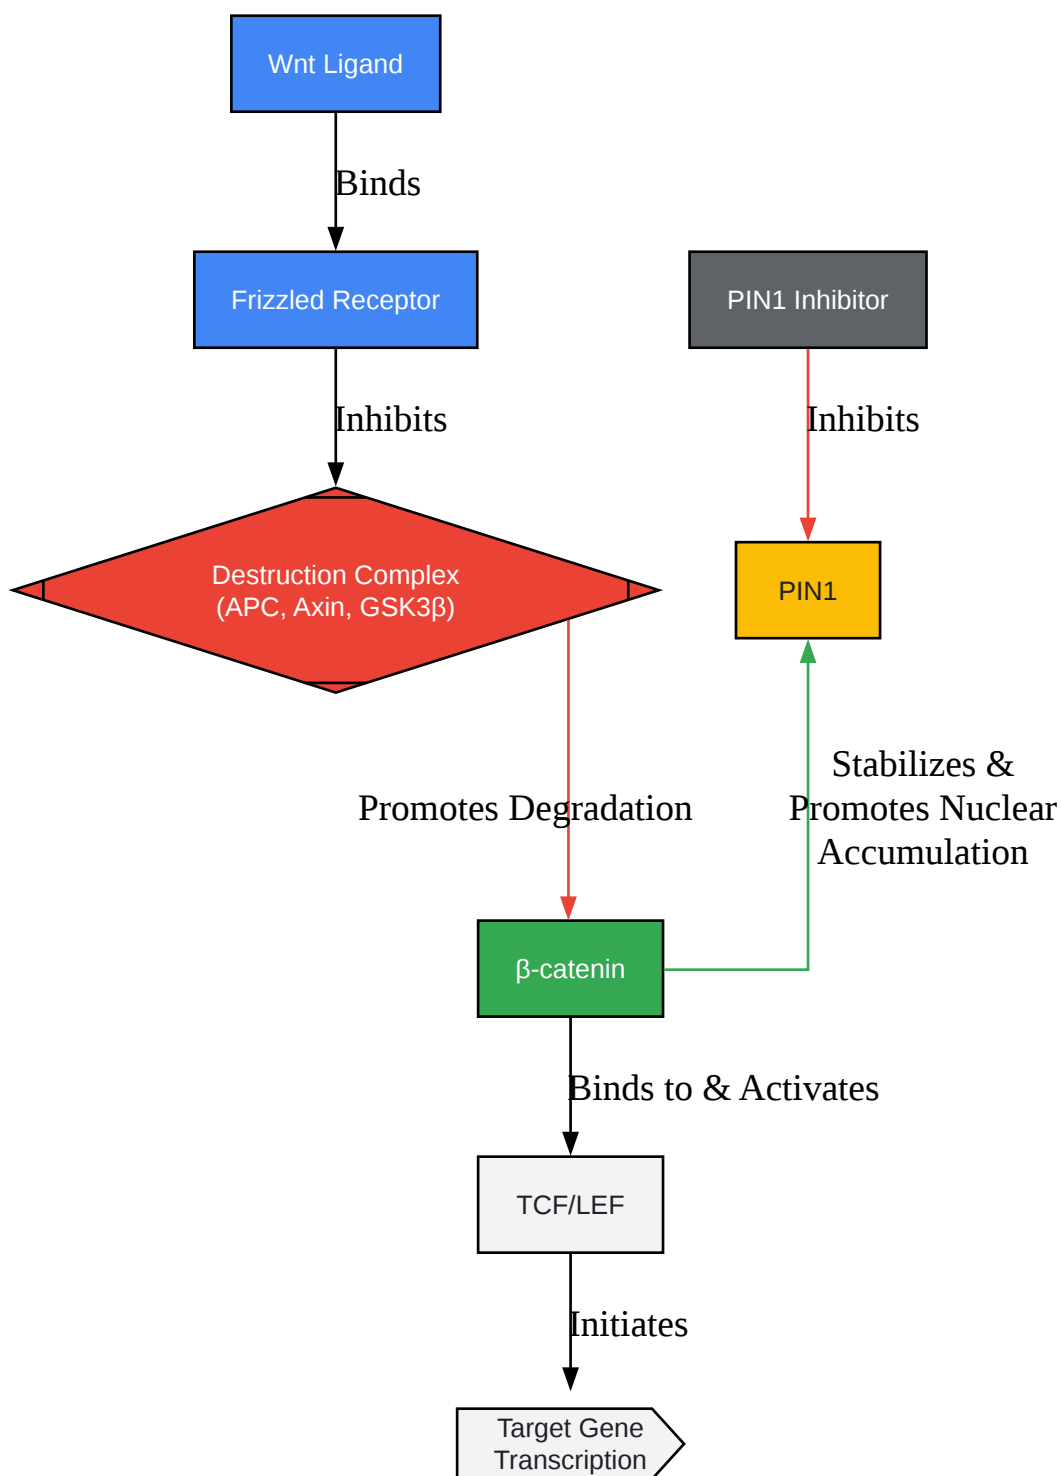 Wnt Ligand
Binds
Frizzled Receptor
PIN1 Inhibitor
Inhibits
Inhibits
Destruction Complex
(APC, Axin, GSK3β)
PIN1
Stabilizes &
Promotes Nuclear
Accumulation
Promotes Degradation
β-catenin
Binds to & Activates
TCF/LEF
Initiates
Target Gene
Transcription